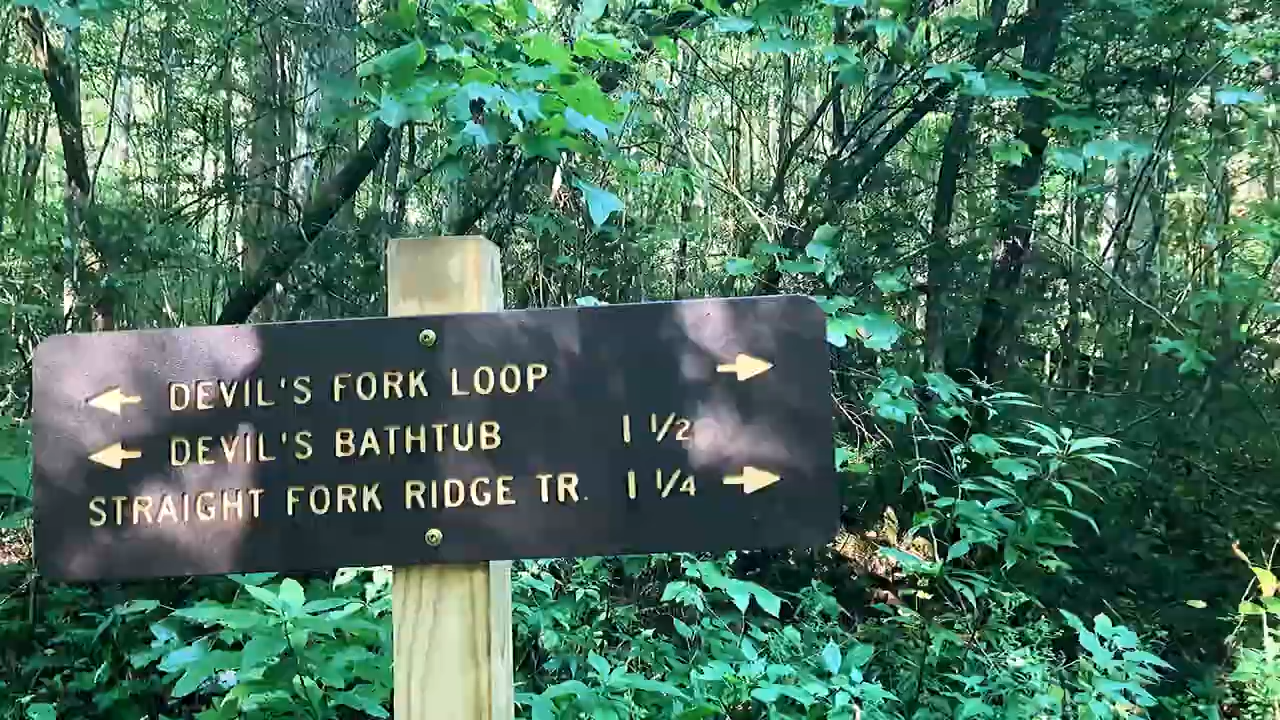 ← DEVIL'S FORK LOOP →
← DEVIL'S BATHTUB 1 1/2
STRAIGHT FORK RIDGE TR. 1 1/4 →